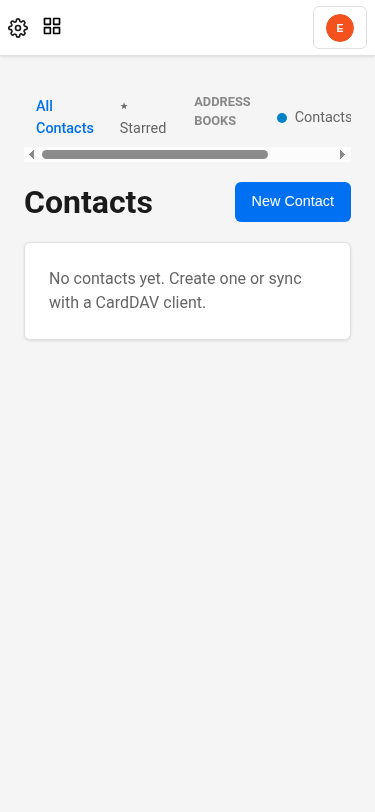 E
All
Contacts
★
Starred
ADDRESS
BOOKS
Contacts
Contacts
New Contact
No contacts yet. Create one or sync
with a CardDAV client.